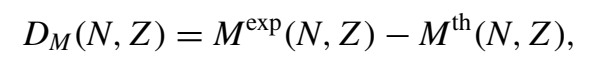 D_M(N, Z) = M^exp(N, Z) − M^th(N, Z),